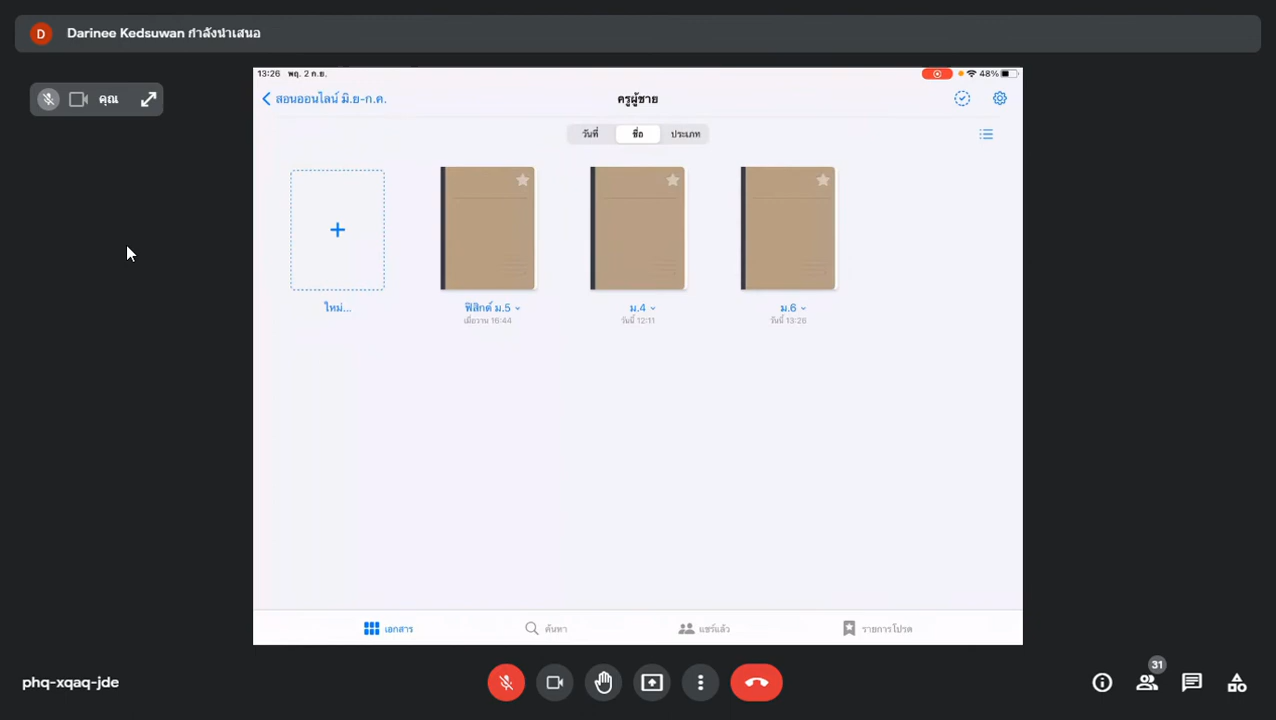 D Darinee Kedsuwan กำลังนำเสนอ
13:26 พฤ. 2 ก.ย. 48%
คุณ
สอนออนไลน์ มิ.ย-ก.ค. ครูผู้ชาย
วันที่ ชื่อ ประเภท
ใหม่... ฟิสิกต์ ม.5 ม.4 ม.6
เมื่อวาน 16:44 วันนี้ 12:11 วันนี้ 13:26
เอกสาร ค้นหา แชร์แล้ว รายการโปรด
31
phq-xqaq-jde